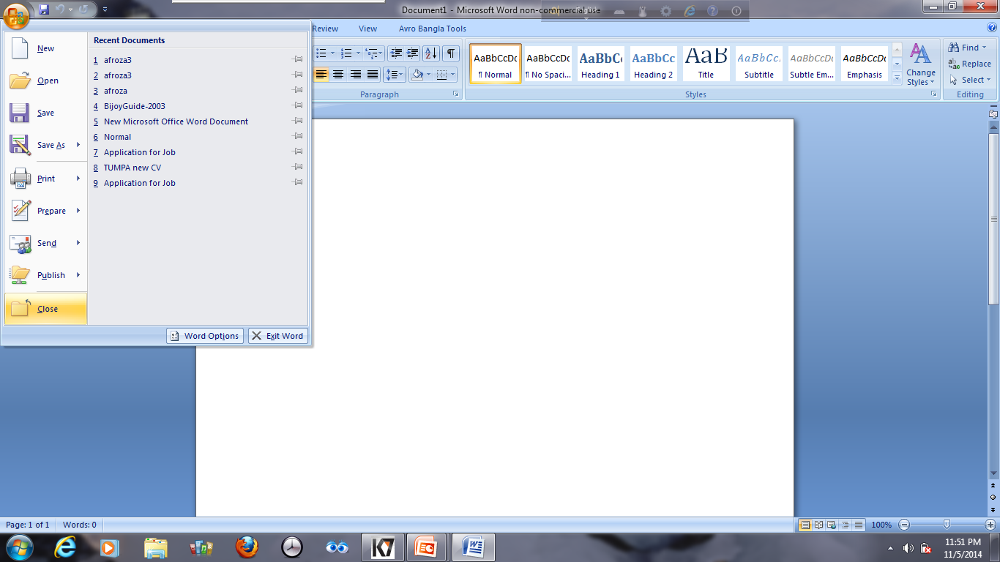 Document1 - Microsoft Word non-commercial use
Review View Avro Bangla Tools
New
Open
Save
Save As
Print
Prepare
Send
Publish
Close
Recent Documents
1 afroza3
2 afroza3
3 afroza
4 BijoyGuide-2003
5 New Microsoft Office Word Document
6 Normal
7 Application for Job
8 TUMPA new CV
9 Application for Job
Word Options Exit Word
Paragraph
AaBbCcDc AaBbCcDc AaBbC AaBbCc AaB AaBbCc. AaBbCcDc AaBbCcDc
¶ Normal ¶ No Spaci... Heading 1 Heading 2 Title Subtitle Subtle Em... Emphasis
Change Styles
Styles
Find
Replace
Select
Editing
Page: 1 of 1 Words: 0 100%
K7
11:51 PM
11/5/2014